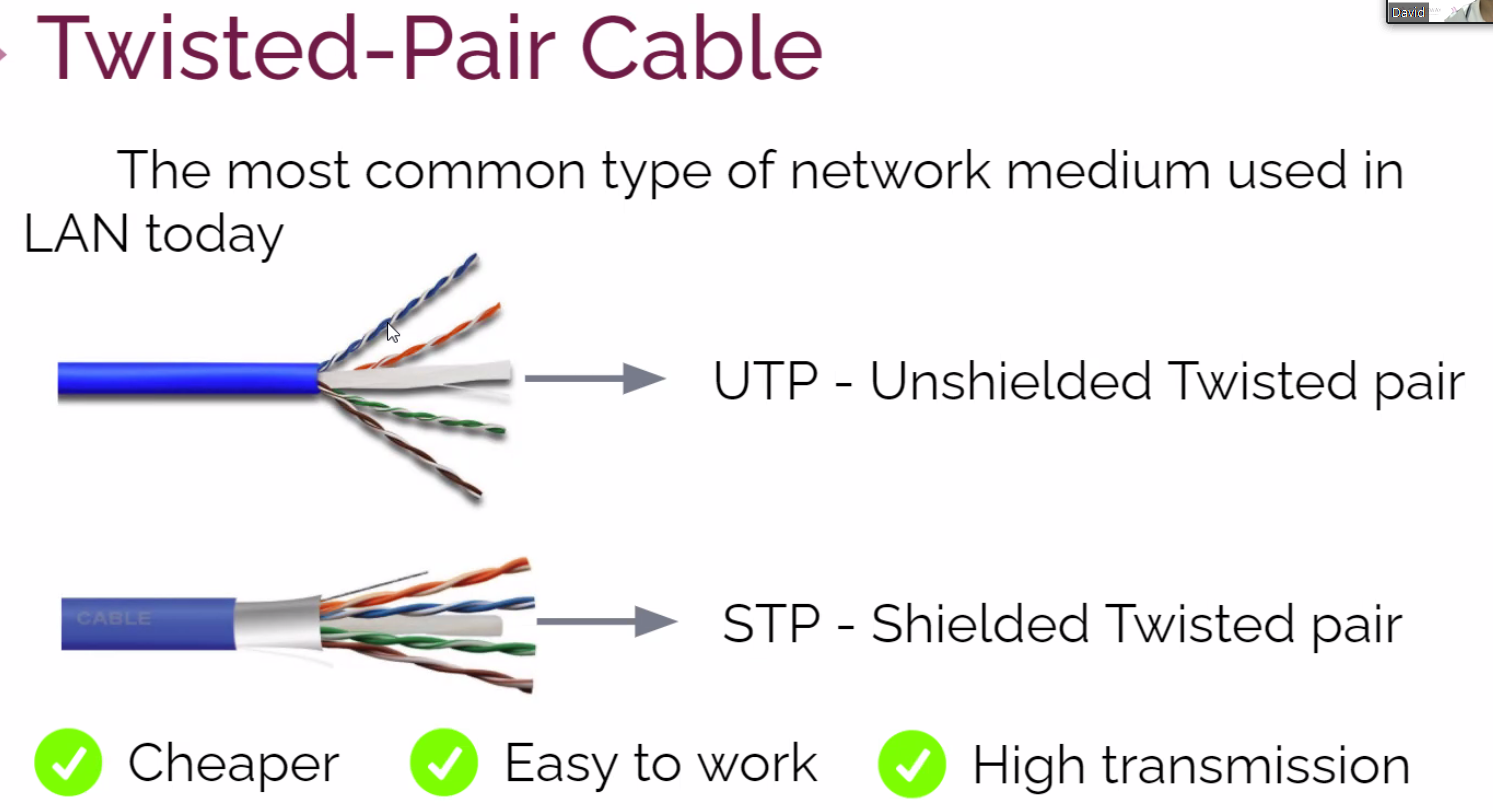 David
Twisted-Pair Cable
The most common type of network medium used in
LAN today
UTP - Unshielded Twisted pair
CABLE
STP - Shielded Twisted pair
Cheaper
Easy to work
High transmission